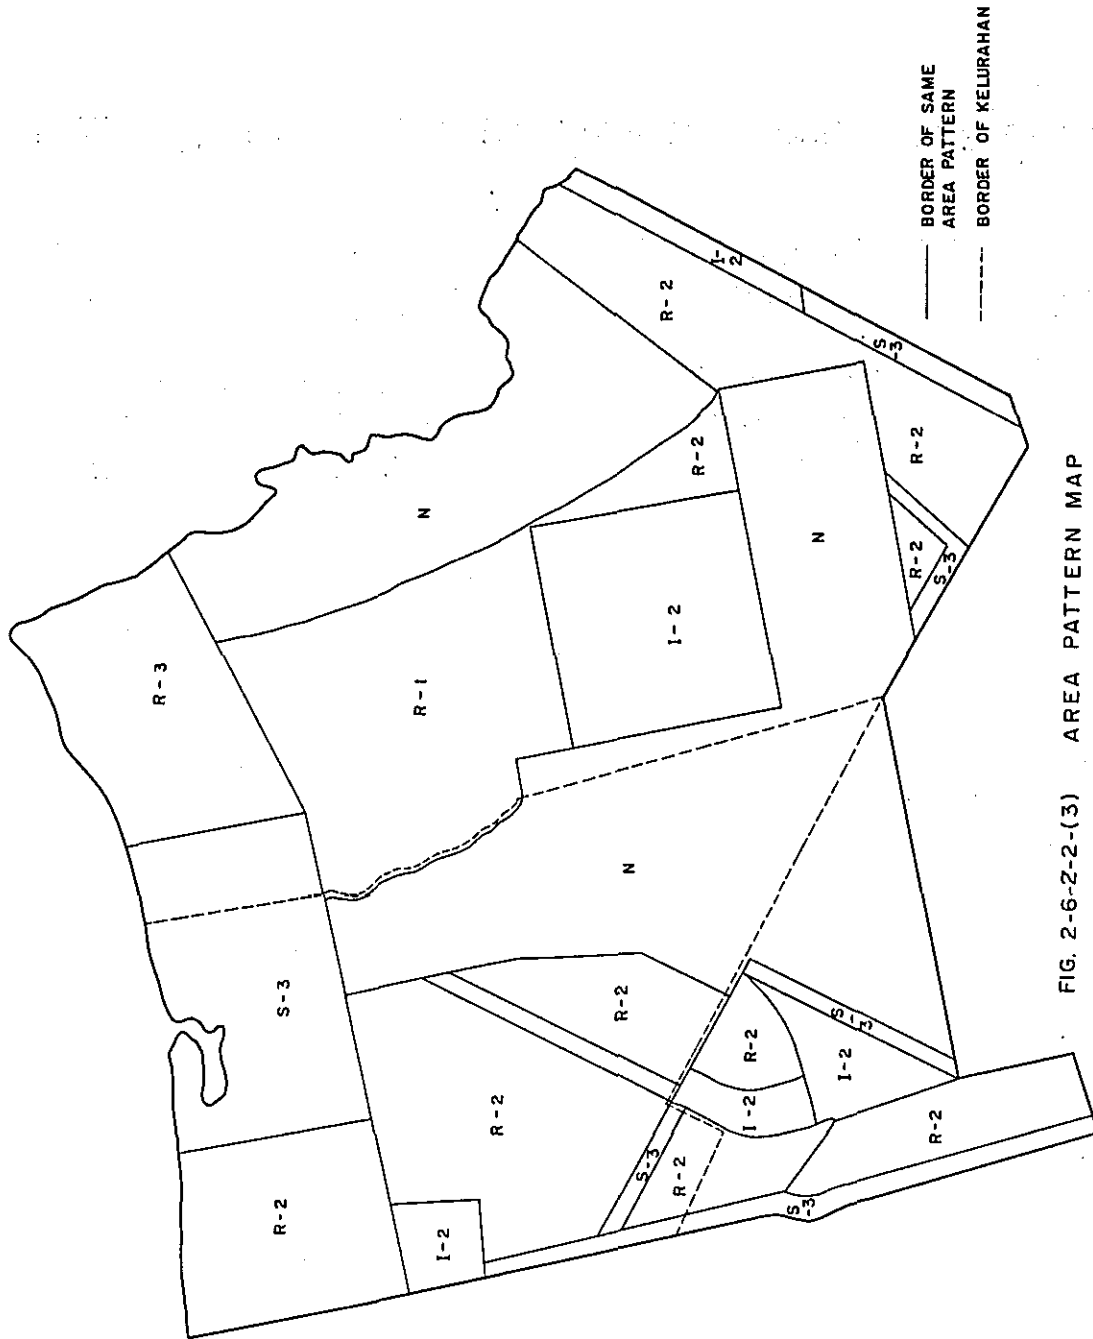 R-3
R-2
S-3
R-1
N
I-2
R-2
R-2
N
S-3
R-2
R-2
I-2
R-2
I-
2
I-2
R-2
S
-3
N
I-2
S-
3
S
-3
R-2
R-2
R-2
S-3
BORDER OF SAME
AREA PATTERN
BORDER OF KELURAHAN
FIG. 2-6-2-2-(3) AREA PATTERN MAP